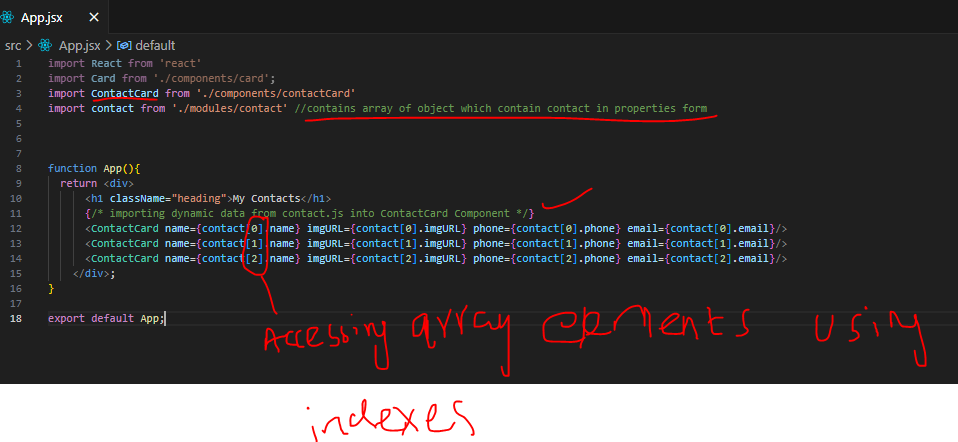 App.jsx ×
src > App.jsx > default
1 import React from 'react'
2 import Card from './components/card';
3 import ContactCard from './components/contactCard'
4 import contact from './modules/contact' //contains array of object which contain contact in properties form
5
6
7
8 function App(){
9 return <div>
10 <h1 className="heading">My Contacts</h1>
11 {/* importing dynamic data from contact.js into ContactCard Component */}
12 <ContactCard name={contact[0].name} imgURL={contact[0].imgURL} phone={contact[0].phone} email={contact[0].email}/>
13 <ContactCard name={contact[1].name} imgURL={contact[1].imgURL} phone={contact[1].phone} email={contact[1].email}/>
14 <ContactCard name={contact[2].name} imgURL={contact[2].imgURL} phone={contact[2].phone} email={contact[2].email}/>
15 </div>;
16 }
17
18 export default App;
Accessing array elements using
indexes